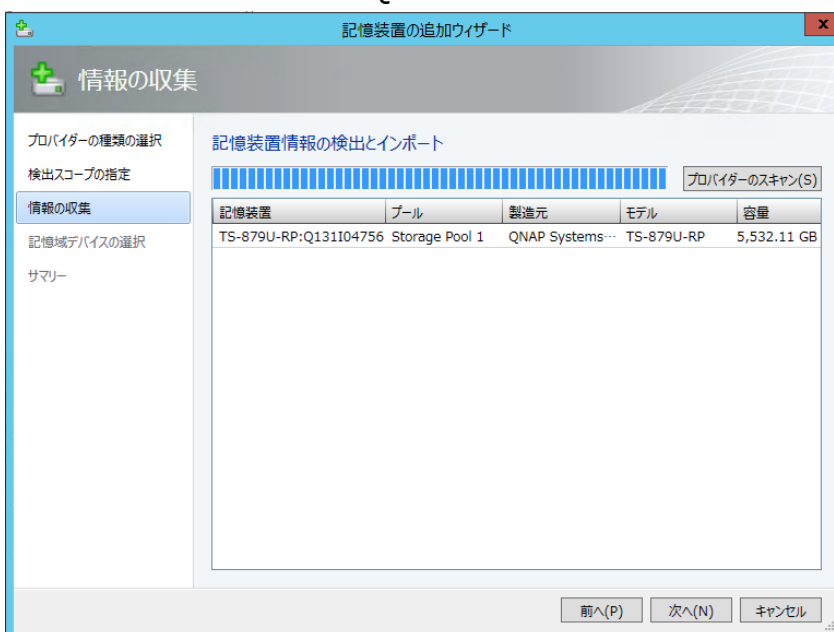 記憶装置の追加ウィザード
x
情報の収集
プロバイダーの種類の選択
検出スコープの指定
情報の収集
記憶域デバイスの選択
サマリー
記憶装置情報の検出とインポート
プロバイダーのスキャン(S)
記憶装置 プール 製造元 モデル 容量
TS-879U-RP:Q131I04756 Storage Pool 1 QNAP Systems… TS-879U-RP 5,532.11 GB
前へ(P) 次へ(N) キャンセル